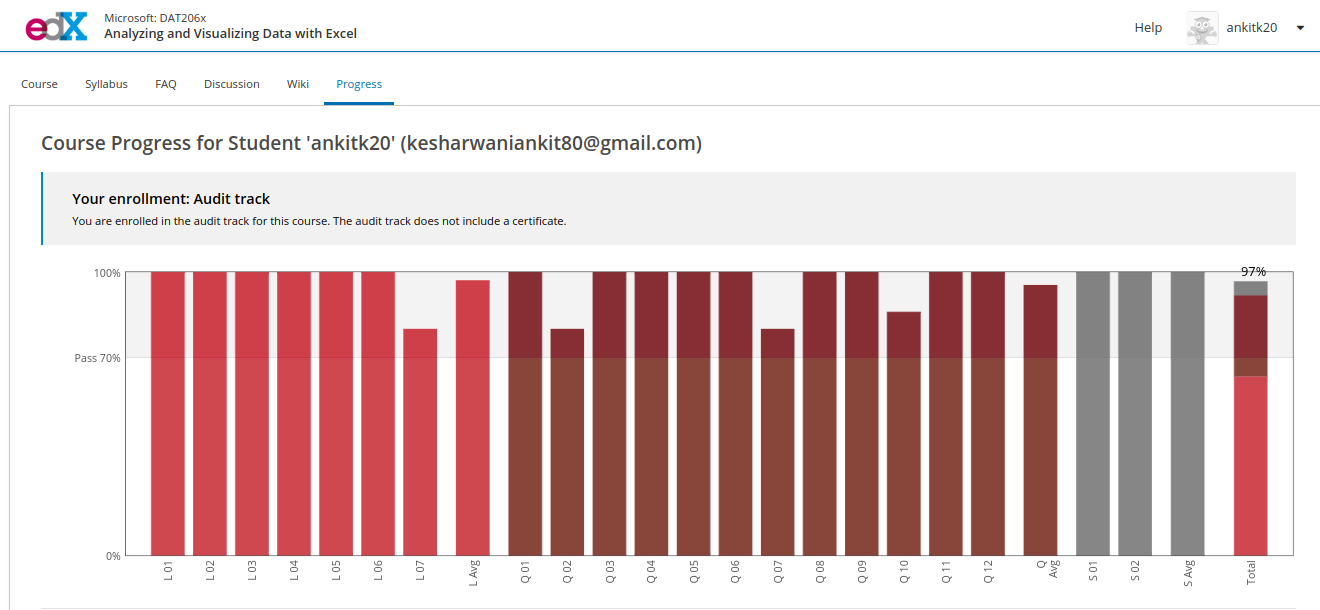 edX
Microsoft: DAT206x
Analyzing and Visualizing Data with Excel
Help
ankitk20
Course Syllabus FAQ Discussion Wiki Progress
Course Progress for Student 'ankitk20' (kesharwaniankit80@gmail.com)
Your enrollment: Audit track
You are enrolled in the audit track for this course. The audit track does not include a certificate.
100%
97%
Pass 70%
0%
L 01 L 02 L 03 L 04 L 05 L 06 L 07 L Avg Q 01 Q 02 Q 03 Q 04 Q 05 Q 06 Q 07 Q 08 Q 09 Q 10 Q 11 Q 12 Q Avg S 01 S 02 S Avg Total